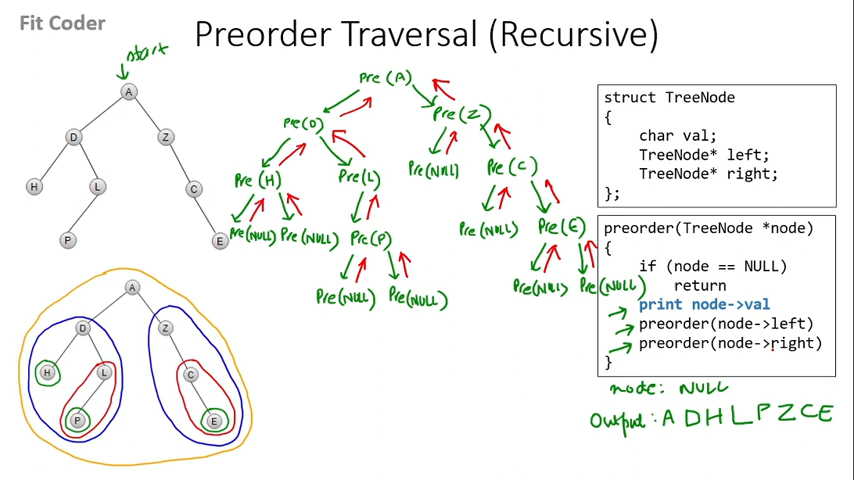 Fit Coder
Preorder Traversal (Recursive)
start
A
D
Z
H
L
C
P
E
Pre(A)
Pre(D)
Pre(Z)
Pre(H)
Pre(L)
Pre(NULL)
Pre(C)
Pre(NULL)
Pre(NULL)
Pre(P)
Pre(NULL)
Pre(E)
Pre(NULL)
Pre(NULL)
Pre(NULL)
Pre(NULL)
struct TreeNode
{
char val;
TreeNode* left;
TreeNode* right;
};
preorder(TreeNode *node)
{
if (node == NULL)
return
print node->val
preorder(node->left)
preorder(node->right)
}
node: NULL
Output: A D H L P Z C E
A
D
Z
H
L
C
P
E